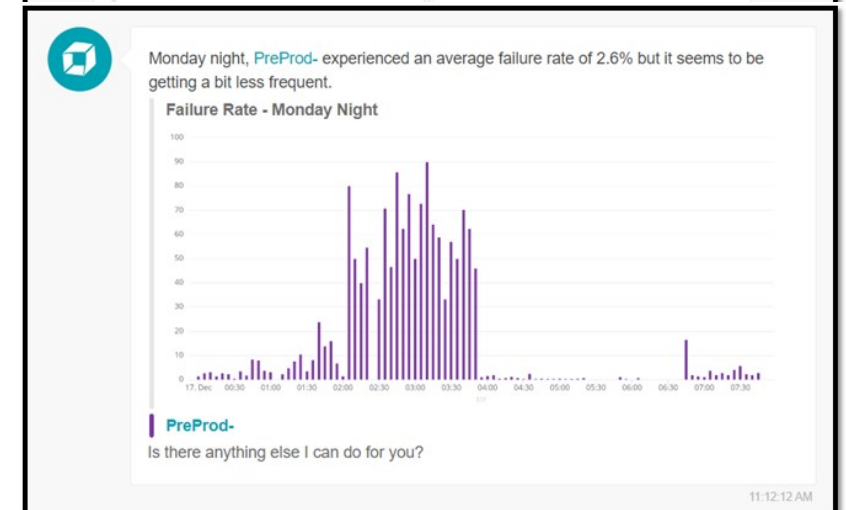 Monday night, PreProd- experienced an average failure rate of 2.6% but it seems to be
getting a bit less frequent.
Failure Rate - Monday Night
100
90
80
70
60
50
40
30
20
10
0
17. Dec 00:30 01:00 01:30 02:00 02:30 03:00 03:30 04:00 04:30 05:00 05:30 06:00 06:30 07:00 07:30
PreProd-
Is there anything else I can do for you?
11:12:12 AM